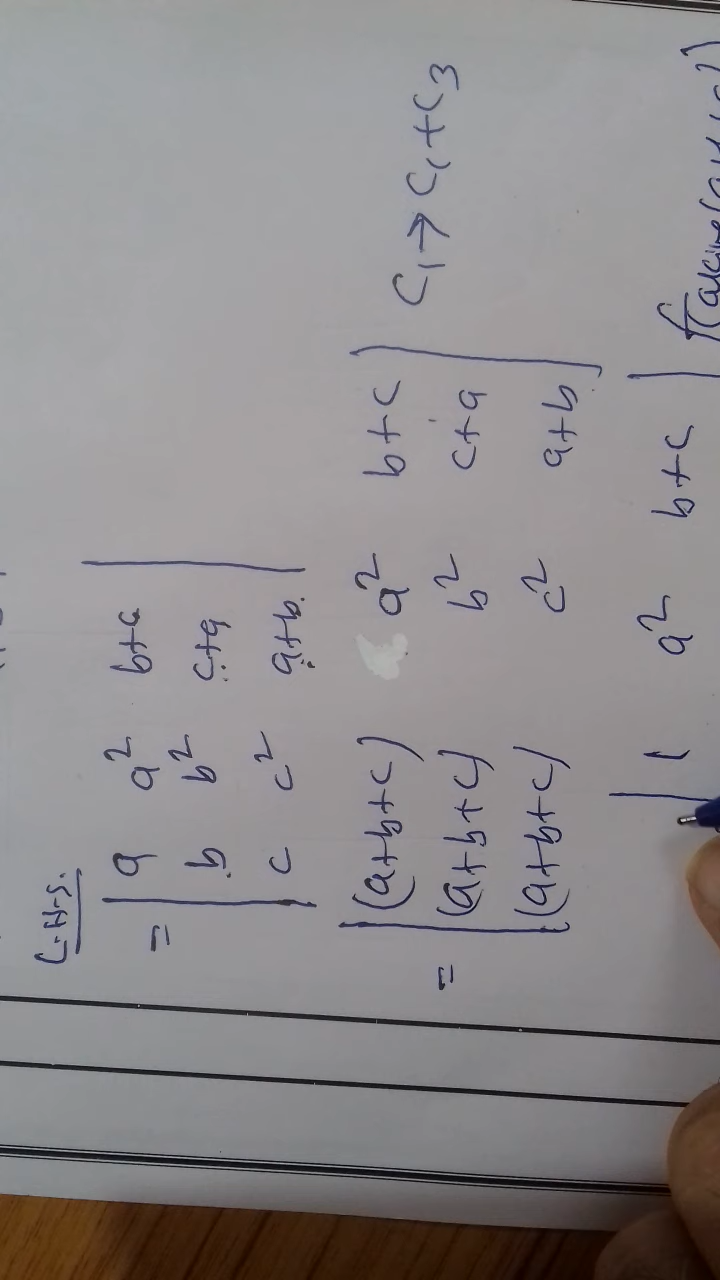 L.H.S.
= | a a² b+c |
| b b² c+a |
| c c² a+b |
= | (a+b+c) a² b+c | C₁→C₁+C₃
| (a+b+c) b² c+a |
| (a+b+c) c² a+b |
| 1 a² b+c |